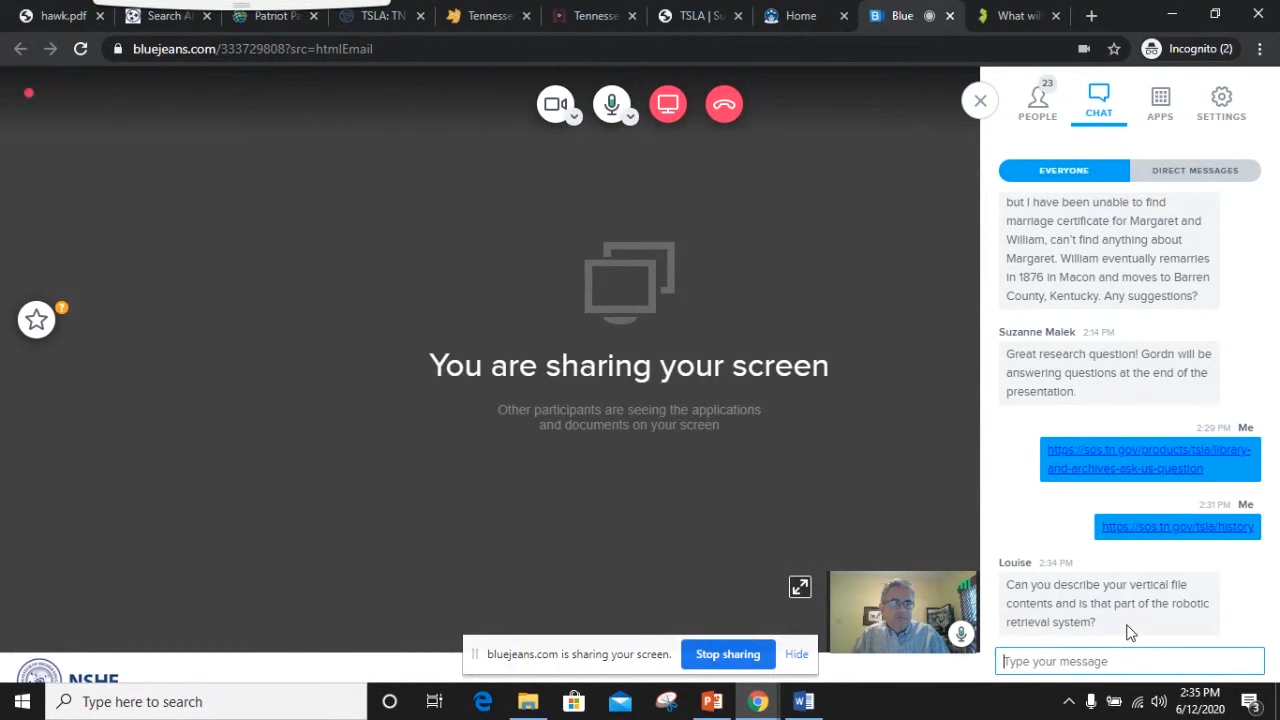 hawk.pdf
Search A
Patriot Pa
TSLA: TN
Tennesse
Tennesse
TSLA | Su
Home
Blue
What wil
bluejeans.com/333729808?src=htmlEmail
Incognito (2)
23
PEOPLE
CHAT
APPS
SETTINGS
EVERYONE
DIRECT MESSAGES
but I have been unable to find
marriage certificate for Margaret and
William, can't find anything about
Margaret. William eventually remarries
in 1876 in Macon and moves to Barren
County, Kentucky. Any suggestions?
Suzanne Malek 2:14 PM
Great research question! Gordn will be
answering questions at the end of the
presentation.
2:29 PM Me
https://sos.tn.gov/products/tsla/library-
and-archives-ask-us-question
2:31 PM Me
https://sos.tn.gov/tsla/history
Louise 2:34 PM
Can you describe your vertical file
contents and is that part of the robotic
retrieval system?
Type your message
?
You are sharing your screen
Other participants are seeing the applications
and documents on your screen
bluejeans.com is sharing your screen.
Stop sharing
Hide
NSHE
Type here to search
2:35 PM
6/12/2020
3